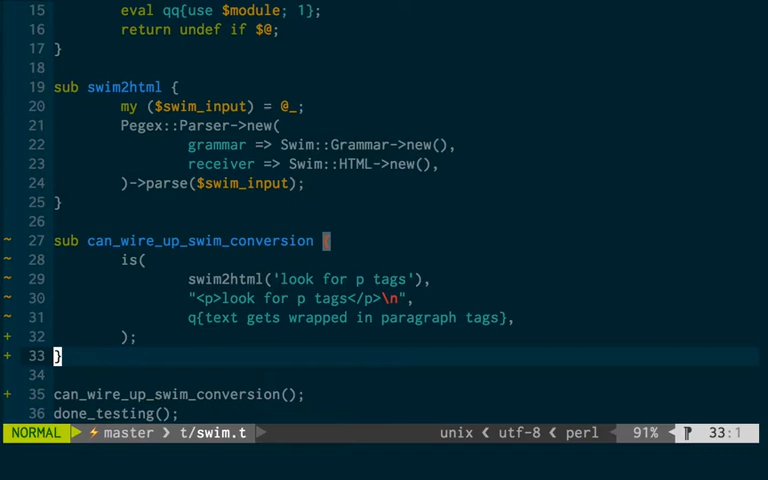 15 eval qq{use $module; 1};
16 return undef if $@;
17 }
18
19 sub swim2html {
20 my ($swim_input) = @_;
21 Pegex::Parser->new(
22 grammar => Swim::Grammar->new(),
23 receiver => Swim::HTML->new(),
24 )->parse($swim_input);
25 }
26
~ 27 sub can_wire_up_swim_conversion {
~ 28 is(
~ 29 swim2html('look for p tags'),
~ 30 "<p>look for p tags</p>\n",
~ 31 q{text gets wrapped in paragraph tags},
+ 32 );
+ 33 }
34
+ 35 can_wire_up_swim_conversion();
36 done_testing();
NORMAL master t/swim.t unix utf-8 perl 91% 33:1